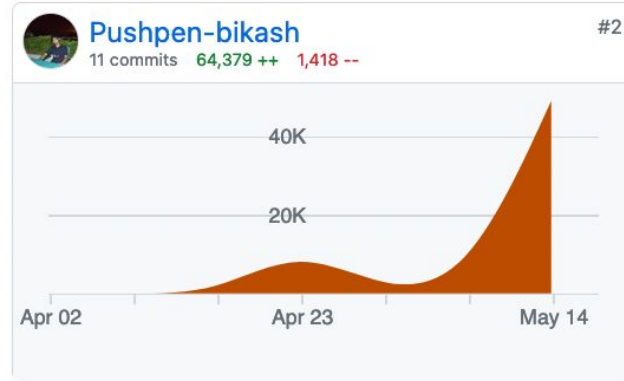 Pushpen-bikash
#2
11 commits 64,379 ++ 1,418 --
40K
20K
Apr 02 Apr 23 May 14